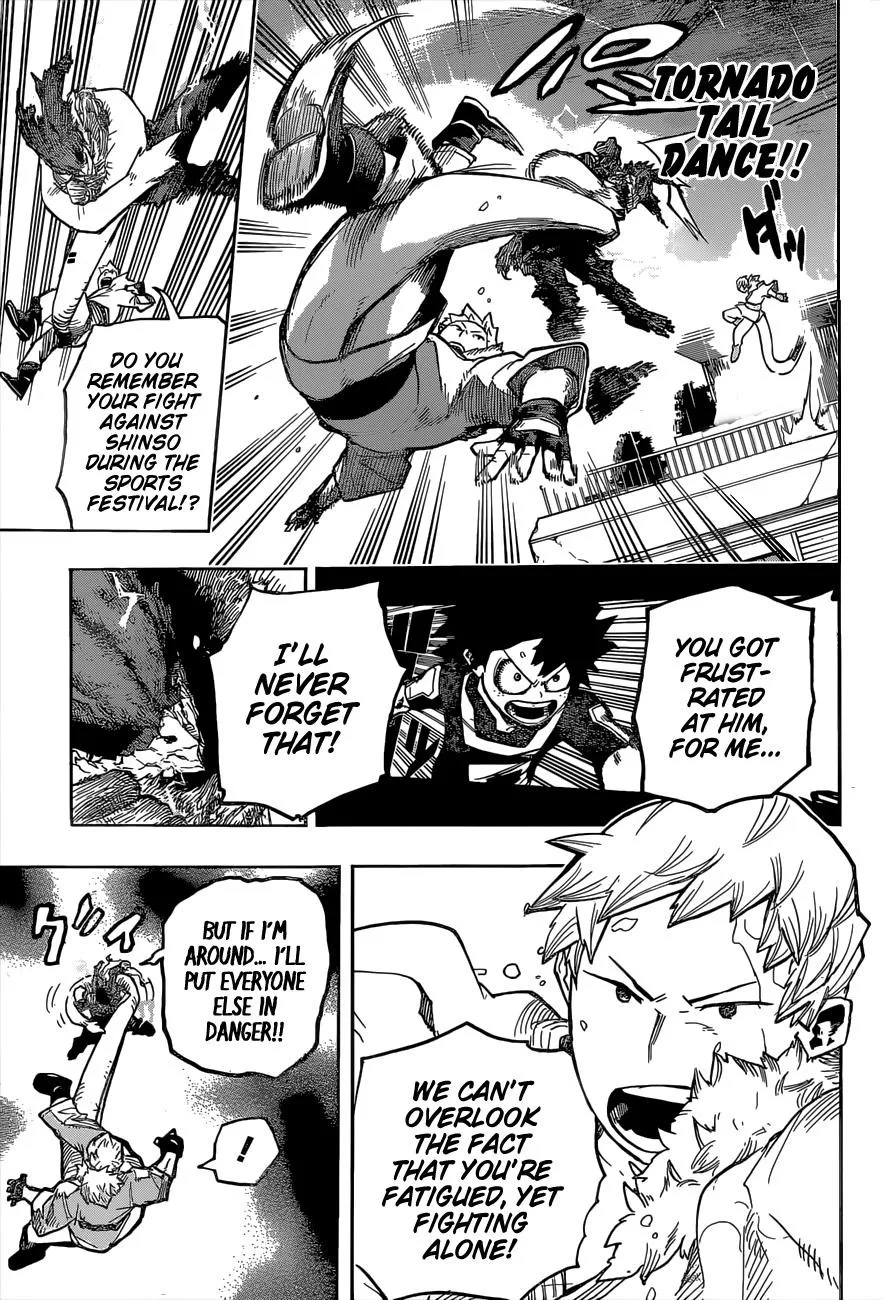 TORNADO
TAIL
DANCE!!
DO YOU
REMEMBER
YOUR FIGHT
AGAINST
SHINSO
DURING THE
SPORTS
FESTIVAL!?
YOU GOT
FRUST-
RATED
AT HIM,
FOR ME...
I'LL
NEVER
FORGET
THAT!
WE CAN'T
OVERLOOK
THE FACT
THAT YOU'RE
FATIGUED, YET
FIGHTING
ALONE!
BUT IF I'M
AROUND... I'LL
PUT EVERYONE
ELSE IN
DANGER!!
グイ
!